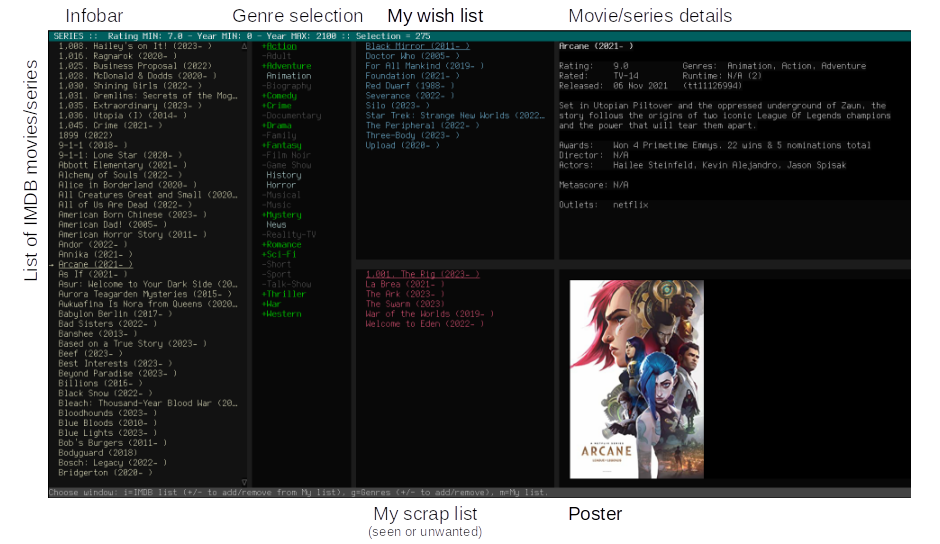 Infobar
Genre selection
My wish list
Movie/series details
List of IMDB movies/series
SERIES :: Rating MIN: 7.0 - Year MIN: 0 - Year MAX: 2100 :: Selection = 275
1.008. Hailey's on It! (2023- )
1.016. Ragnarok (2020- )
1.025. Business Proposal (2022)
1.028. McDonald & Dodds (2020- )
1.030. Shining Girls (2022- )
1.031. Gremlins: Secrets of the Mog…
1.035. Extraordinary (2023- )
1.036. Utopia (I) (2014- )
1.045. Crime (2021- )
1899 (2022)
9-1-1 (2018- )
9-1-1: Lone Star (2020- )
Abbott Elementary (2021- )
Alchemy of Souls (2022- )
Alice in Borderland (2020- )
All Creatures Great and Small (2020…
All of Us Are Dead (2022- )
American Born Chinese (2023- )
American Dad! (2005- )
American Horror Story (2011- )
Andor (2022- )
Annika (2021- )
Arcane (2021- )
As If (2021- )
Asur: Welcome to Your Dark Side (20…
Aurora Teagarden Mysteries (2015- )
Awkwafina Is Nora from Queens (2020…
Babylon Berlin (2017- )
Bad Sisters (2022- )
Banshee (2013- )
Based on a True Story (2023- )
Beef (2023- )
Best Interests (2023- )
Beyond Paradise (2023- )
Billions (2016- )
Black Snow (2022- )
Bleach: Thousand-Year Blood War (20…
Bloodhounds (2023- )
Blue Bloods (2010- )
Blue Lights (2023- )
Bob's Burgers (2011- )
Bodyguard (2018)
Bosch: Legacy (2022- )
Bridgerton (2020- )
+Action
-Adult
+Adventure
Animation
-Biography
+Comedy
+Crime
-Documentary
+Drama
-Family
+Fantasy
-Film Noir
-Game Show
History
Horror
-Musical
-Music
+Mystery
News
-Reality-TV
+Romance
+Sci-Fi
-Short
-Sport
-Talk-Show
+Thriller
+War
+Western
Black Mirror (2011- )
Doctor Who (2005- )
For All Mankind (2019- )
Foundation (2021- )
Red Dwarf (1988- )
Severance (2022- )
Silo (2023- )
Star Trek: Strange New Worlds (2022…
The Peripheral (2022- )
Three-Body (2023- )
Upload (2020- )
1.001. The Rig (2023- )
La Brea (2021- )
The Ark (2023- )
The Swarm (2023)
War of the Worlds (2019- )
Welcome to Eden (2022- )
Arcane (2021- )
Rating: 9.0 Genres: Animation, Action, Adventure
Rated: TV-14 Runtime: N/A (2)
Released: 06 Nov 2021 (tt11126994)
Set in Utopian Piltover and the oppressed underground of Zaun, the
story follows the origins of two iconic League Of Legends champions
and the power that will tear them apart.
Awards: Won 4 Primetime Emmys. 22 wins & 5 nominations total
Director: N/A
Actors: Hailee Steinfeld, Kevin Alejandro, Jason Spisak
Metascore: N/A
Outlets: netflix
A NETFLIX SERIES
ARCANE
Choose window: i=IMDB list (+/- to add/remove from My list), g=Genres (+/- to add/remove), m=My list.
My scrap list
(seen or unwanted)
Poster